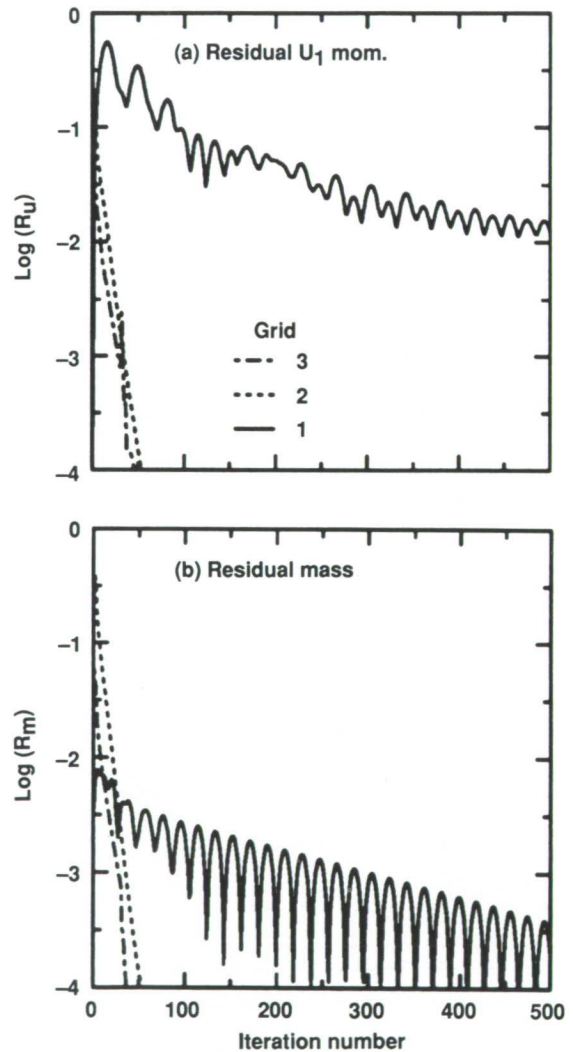 0
(a) Residual U1 mom.
−1
Log (Ru)
−2
Grid
−3
3
2
1
−4
0
(b) Residual mass
−1
Log (Rm)
−2
−3
−4
0 100 200 300 400 500
Iteration number